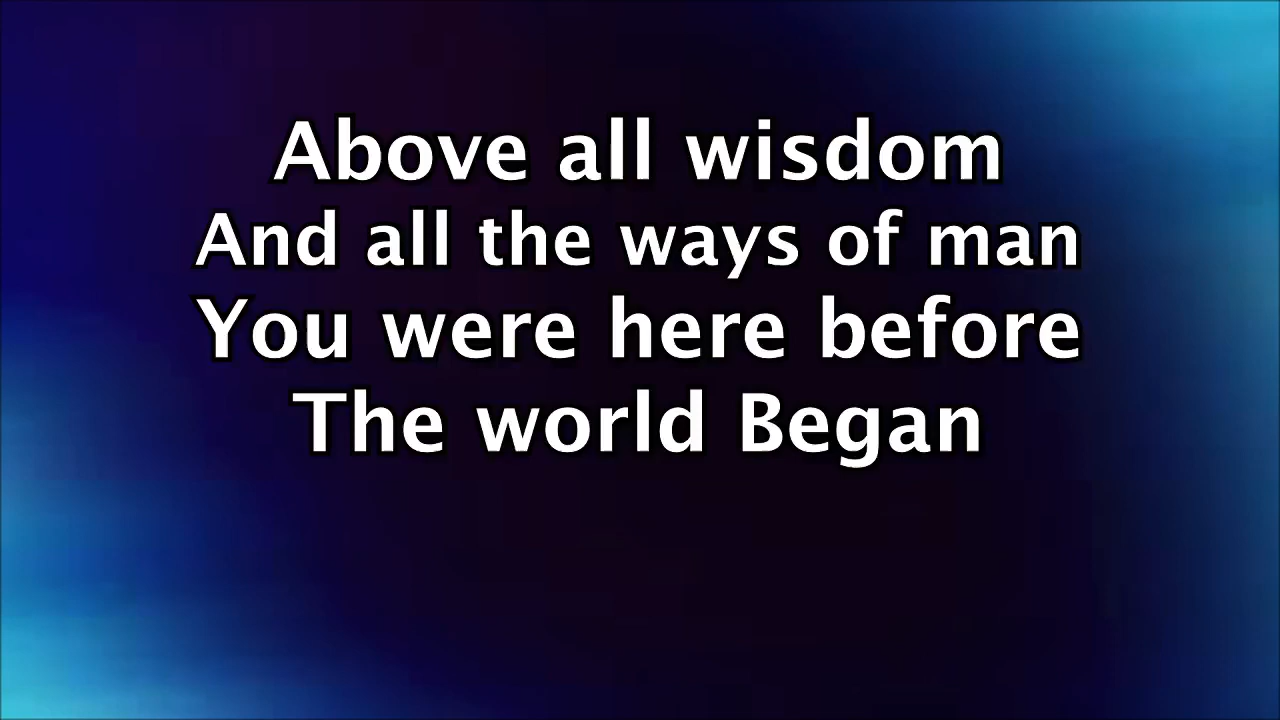 Above all wisdom
And all the ways of man
You were here before
The world Began